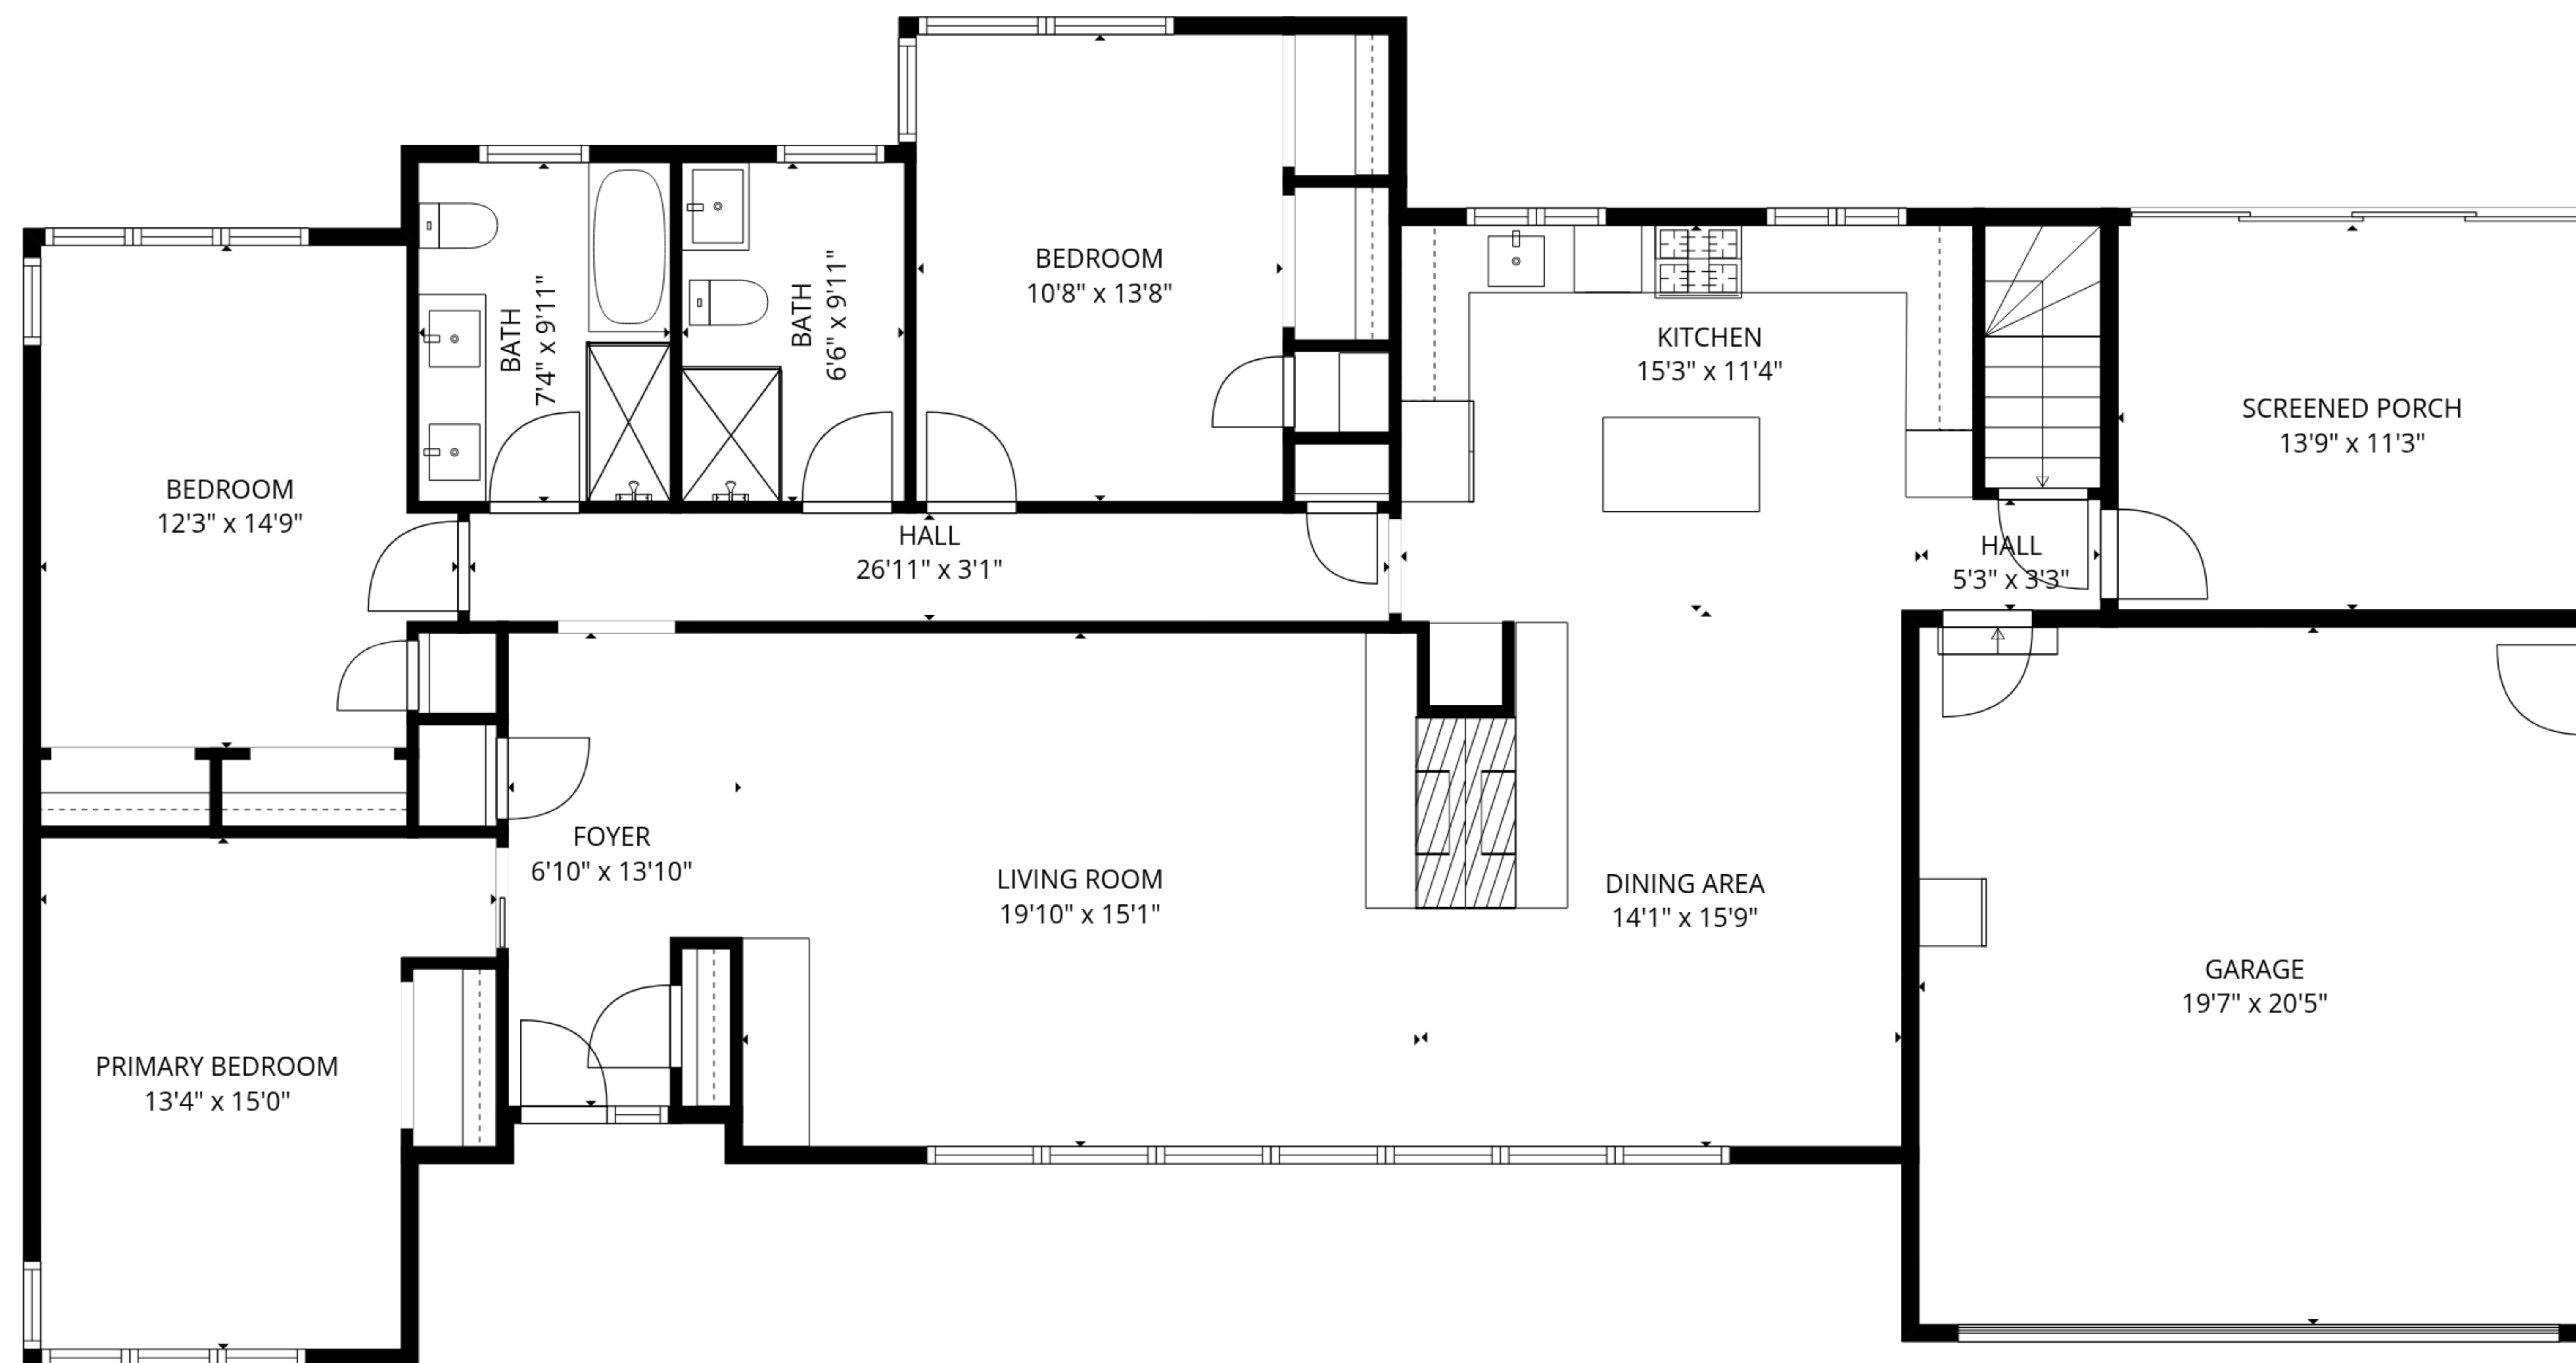 BEDROOM
10'8" x 13'8"
BATH
7'4" x 9'11"
BATH
6'6" x 9'11"
KITCHEN
15'3" x 11'4"
SCREENED PORCH
13'9" x 11'3"
BEDROOM
12'3" x 14'9"
HALL
26'11" x 3'1"
HALL
5'3" x 3'3"
FOYER
6'10" x 13'10"
LIVING ROOM
19'10" x 15'1"
DINING AREA
14'1" x 15'9"
GARAGE
19'7" x 20'5"
PRIMARY BEDROOM
13'4" x 15'0"